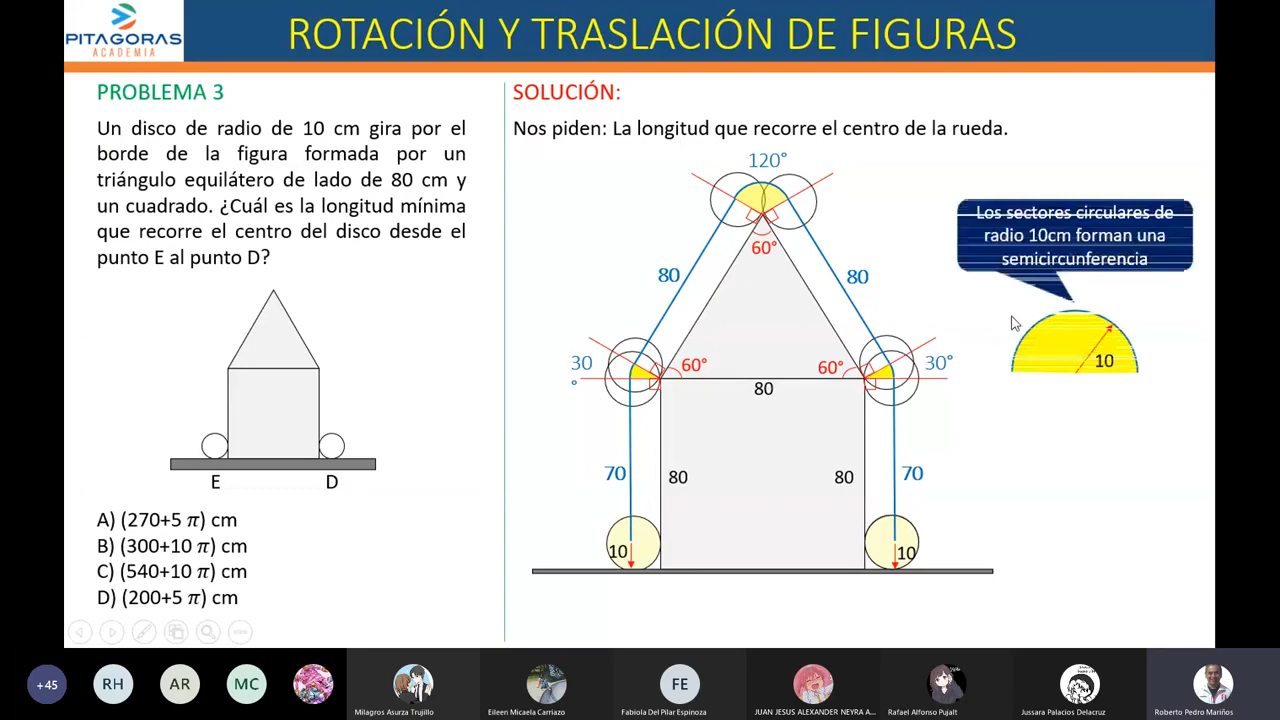 PITAGORAS
ACADEMIA
ROTACIÓN Y TRASLACIÓN DE FIGURAS
PROBLEMA 3
Un disco de radio de 10 cm gira por el
borde de la figura formada por un
triángulo equilátero de lado de 80 cm y
un cuadrado. ¿Cuál es la longitud mínima
que recorre el centro del disco desde el
punto E al punto D?
E D
A) (270+5 π) cm
B) (300+10 π) cm
C) (540+10 π) cm
D) (200+5 π) cm
SOLUCIÓN:
Nos piden: La longitud que recorre el centro de la rueda.
120°
60°
80 80
30
°
60° 60° 30°
80
70 80 80 70
10 10
Los sectores circulares de
radio 10cm forman una
semicircunferencia
10
+45 RH AR MC FE
Milagros Asurza Trujillo Eileen Micaela Carriazo Fabiola Del Pilar Espinoza JUAN JESUS ALEXANDER NEYRA A... Rafael Alfonso Pujalt Jussara Palacios Delacruz Roberto Pedro Mariños